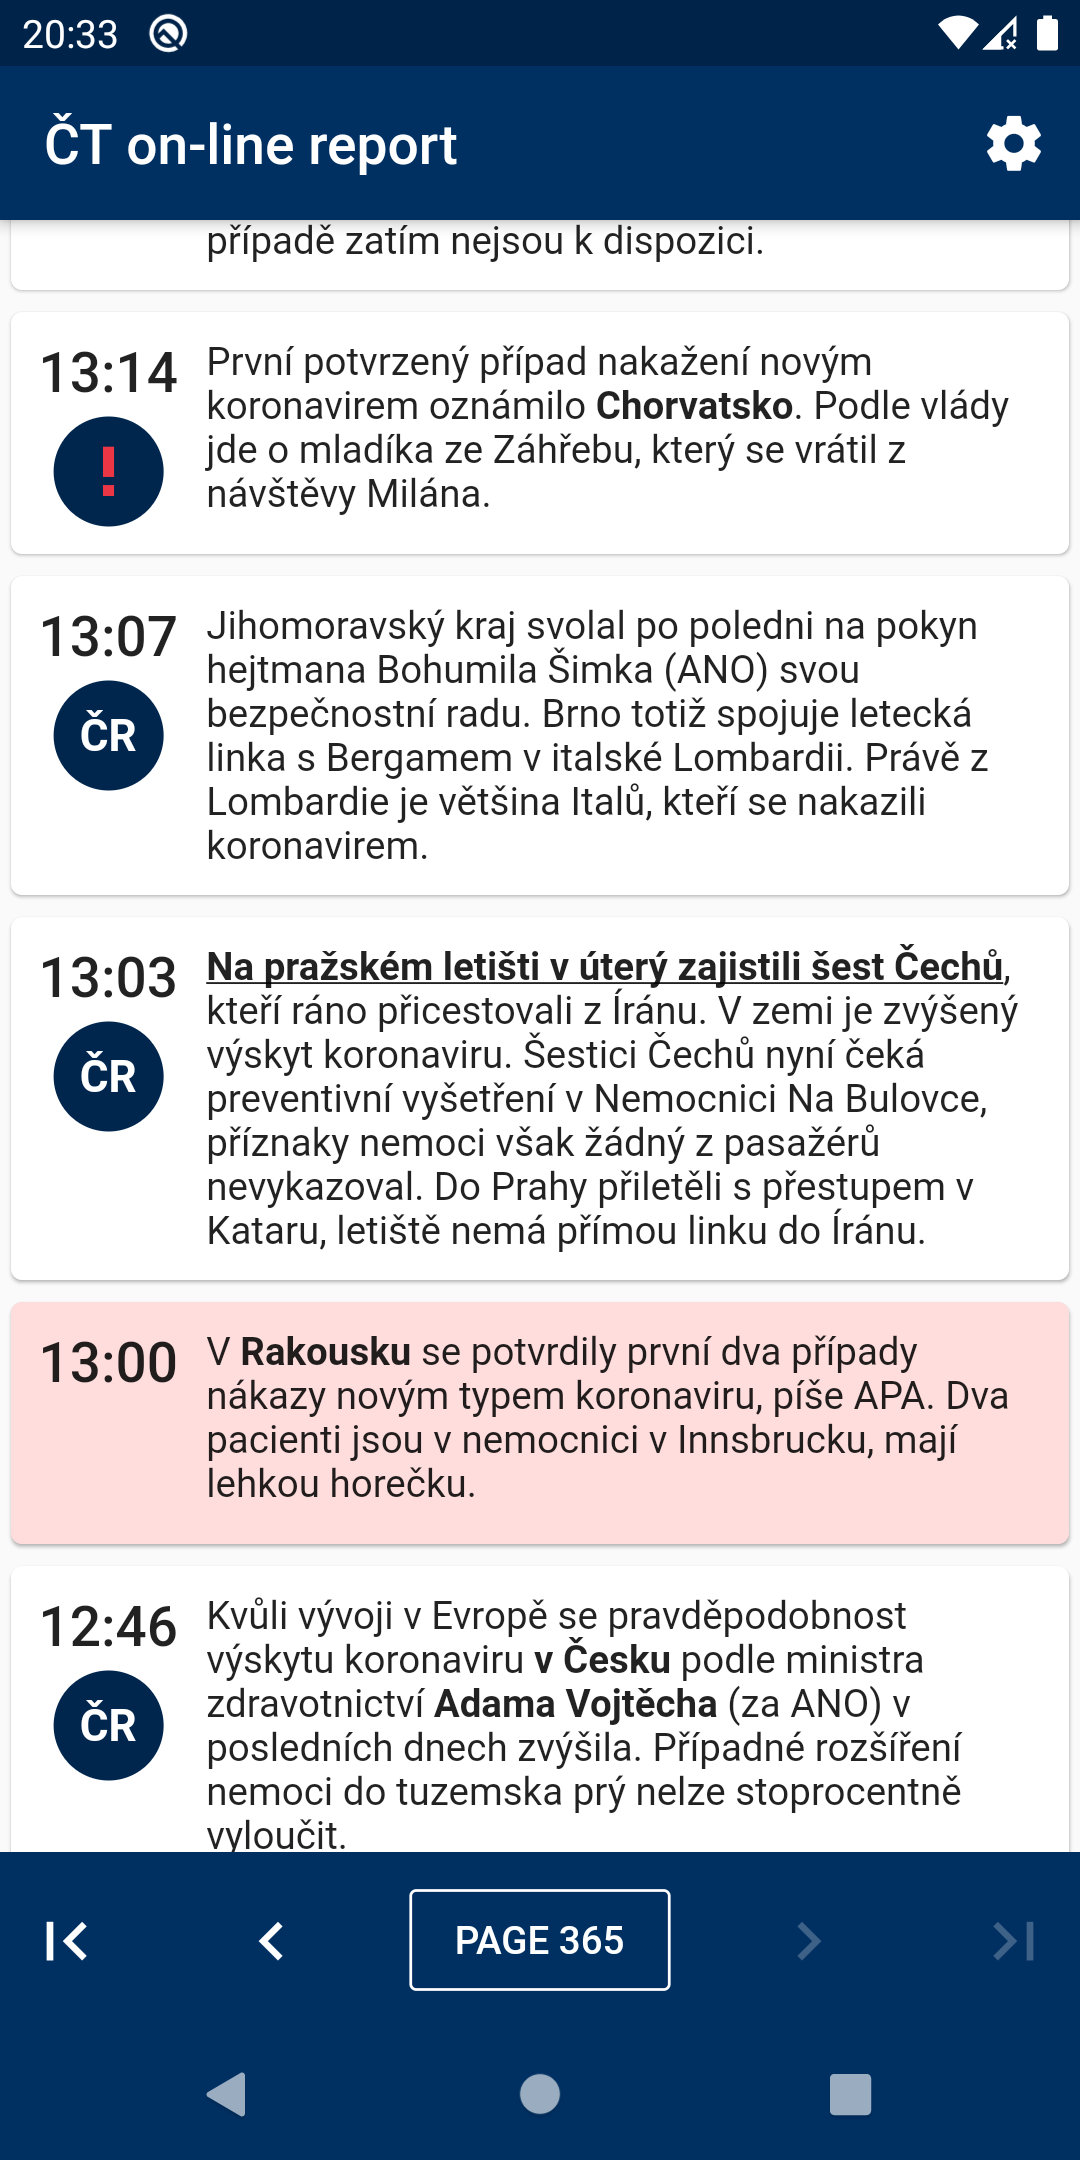 20:33
ČT on-line report
případě zatím nejsou k dispozici.
13:14
!
První potvrzený případ nakažení novým
koronavirem oznámilo Chorvatsko. Podle vlády
jde o mladíka ze Záhřebu, který se vrátil z
návštěvy Milána.
13:07
ČR
Jihomoravský kraj svolal po poledni na pokyn
hejtmana Bohumila Šimka (ANO) svou
bezpečnostní radu. Brno totiž spojuje letecká
linka s Bergamem v italské Lombardii. Právě z
Lombardie je většina Italů, kteří se nakazili
koronavirem.
13:03
ČR
Na pražském letišti v úterý zajistili šest Čechů,
kteří ráno přicestovali z Íránu. V zemi je zvýšený
výskyt koronaviru. Šestici Čechů nyní čeká
preventivní vyšetření v Nemocnici Na Bulovce,
příznaky nemoci však žádný z pasažérů
nevykazoval. Do Prahy přiletěli s přestupem v
Kataru, letiště nemá přímou linku do Íránu.
13:00
V Rakousku se potvrdily první dva případy
nákazy novým typem koronaviru, píše APA. Dva
pacienti jsou v nemocnici v Innsbrucku, mají
lehkou horečku.
12:46
ČR
Kvůli vývoji v Evropě se pravděpodobnost
výskytu koronaviru v Česku podle ministra
zdravotnictví Adama Vojtěcha (za ANO) v
posledních dnech zvýšila. Případné rozšíření
nemoci do tuzemska prý nelze stoprocentně
vyloučit.
PAGE 365